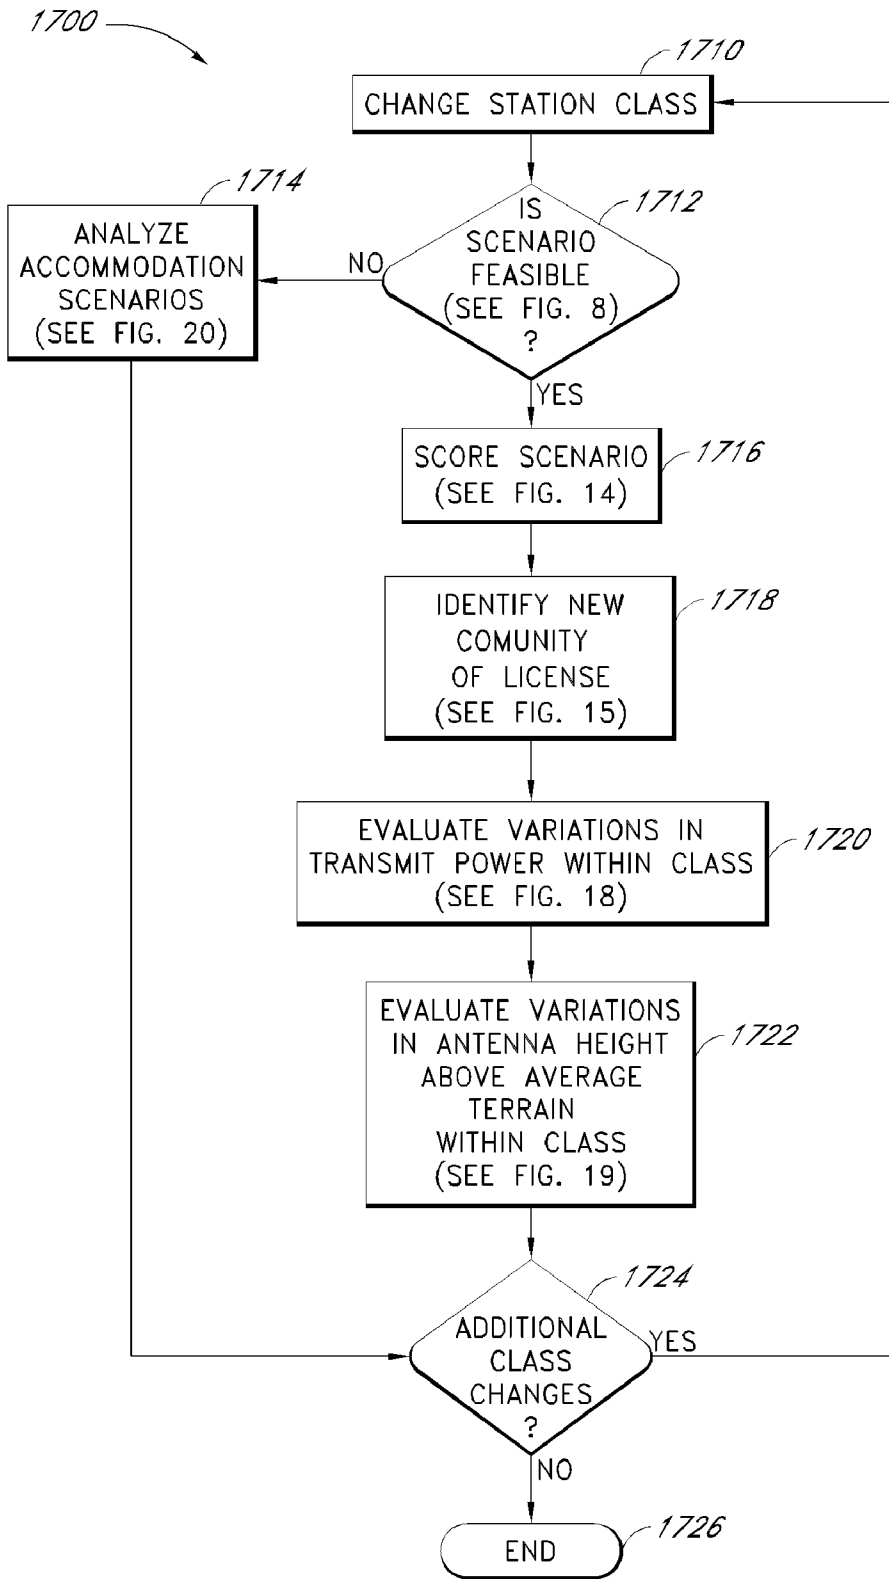 1700
1710
CHANGE STATION CLASS
1712
IS
SCENARIO
FEASIBLE
(SEE FIG. 8)
?
NO
1714
ANALYZE
ACCOMMODATION
SCENARIOS
(SEE FIG. 20)
YES
SCORE SCENARIO
(SEE FIG. 14)
1716
IDENTIFY NEW
COMUNITY
OF LICENSE
(SEE FIG. 15)
1718
EVALUATE VARIATIONS IN
TRANSMIT POWER WITHIN CLASS
(SEE FIG. 18)
1720
EVALUATE VARIATIONS
IN ANTENNA HEIGHT
ABOVE AVERAGE
TERRAIN
WITHIN CLASS
(SEE FIG. 19)
1722
1724
ADDITIONAL
CLASS
CHANGES
?
YES
NO
END
1726